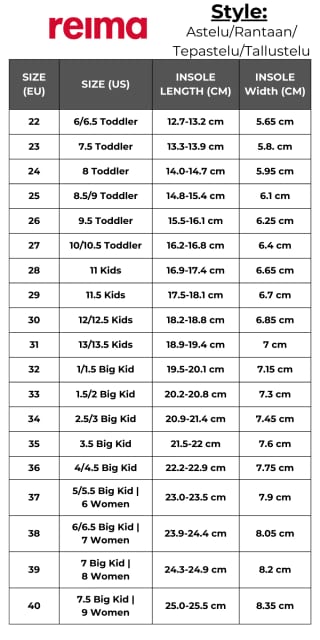 reima
Style:
Astelu/Rantaan/
Tepastelu/Tallustelu
SIZE (EU) SIZE (US) INSOLE LENGTH (CM) INSOLE Width (CM)
22 6/6.5 Toddler 12.7-13.2 cm 5.65 cm
23 7.5 Toddler 13.3-13.9 cm 5.8. cm
24 8 Toddler 14.0-14.7 cm 5.95 cm
25 8.5/9 Toddler 14.8-15.4 cm 6.1 cm
26 9.5 Toddler 15.5-16.1 cm 6.25 cm
27 10/10.5 Toddler 16.2-16.8 cm 6.4 cm
28 11 Kids 16.9-17.4 cm 6.65 cm
29 11.5 Kids 17.5-18.1 cm 6.7 cm
30 12/12.5 Kids 18.2-18.8 cm 6.85 cm
31 13/13.5 Kids 18.9-19.4 cm 7 cm
32 1/1.5 Big Kid 19.5-20.1 cm 7.15 cm
33 1.5/2 Big Kid 20.2-20.8 cm 7.3 cm
34 2.5/3 Big Kid 20.9-21.4 cm 7.45 cm
35 3.5 Big Kid 21.5-22 cm 7.6 cm
36 4/4.5 Big Kid 22.2-22.9 cm 7.75 cm
37 5/5.5 Big Kid | 6 Women 23.0-23.5 cm 7.9 cm
38 6/6.5 Big Kid | 7 Women 23.9-24.4 cm 8.05 cm
39 7 Big Kid | 8 Women 24.3-24.9 cm 8.2 cm
40 7.5 Big Kid | 9 Women 25.0-25.5 cm 8.35 cm